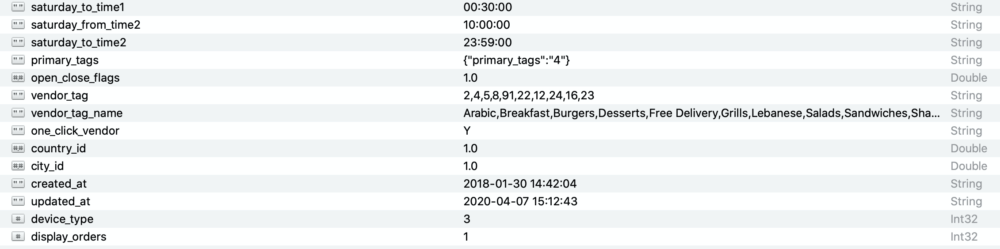 saturday_to_time1 00:30:00 String
saturday_from_time2 10:00:00 String
saturday_to_time2 23:59:00 String
primary_tags {"primary_tags":"4"} String
open_close_flags 1.0 Double
vendor_tag 2,4,5,8,91,22,12,24,16,23 String
vendor_tag_name Arabic,Breakfast,Burgers,Desserts,Free Delivery,Grills,Lebanese,Salads,Sandwiches,Sha... String
one_click_vendor Y String
country_id 1.0 Double
city_id 1.0 Double
created_at 2018-01-30 14:42:04 String
updated_at 2020-04-07 15:12:43 String
device_type 3 Int32
display_orders 1 Int32